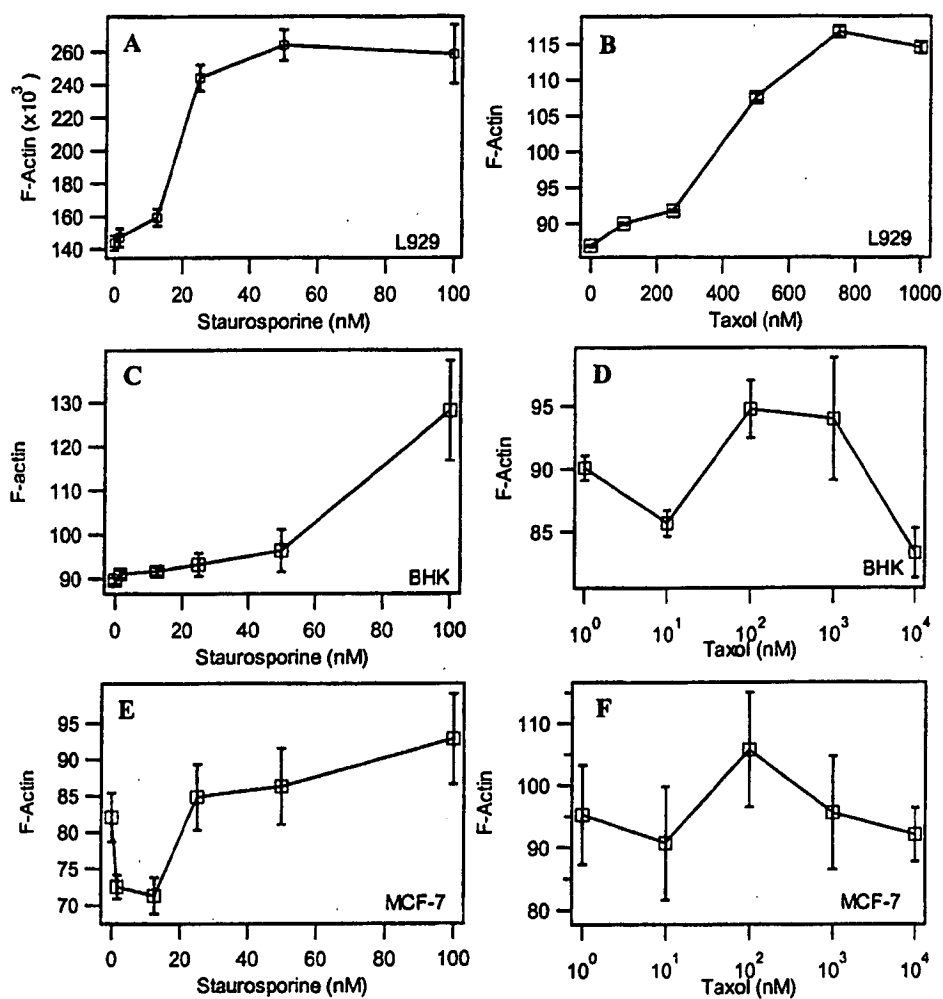 A
F-Actin (x10³)
260
240
220
200
180
160
140
L929
0 20 40 60 80 100
Staurosporine (nM)
B
F-Actin
115
110
105
100
95
90
L929
0 200 400 600 800 1000
Taxol (nM)
C
F-actin
130
120
110
100
90
BHK
0 20 40 60 80 100
Staurosporine (nM)
D
F-Actin
95
90
85
BHK
10⁰ 10¹ 10² 10³ 10⁴
Taxol (nM)
E
F-Actin
95
90
85
80
75
70
MCF-7
0 20 40 60 80 100
Staurosporine (nM)
F
F-Actin
110
100
90
80
MCF-7
10⁰ 10¹ 10² 10³ 10⁴
Taxol (nM)